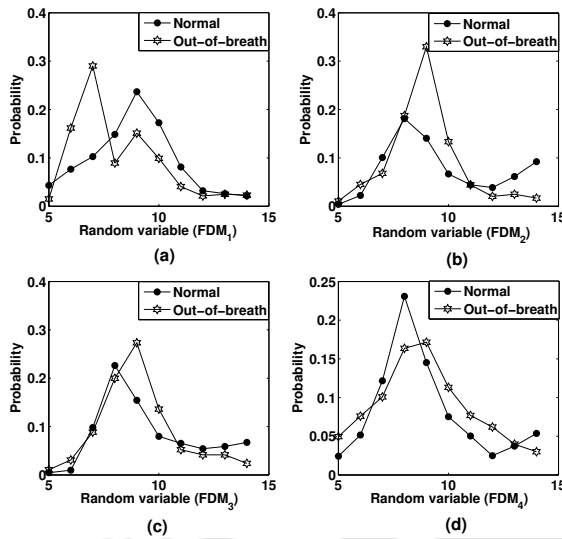 0.4
0.3
0.2
0.1
0
5
10
15
Probability
Random variable (FDM1)
Normal
Out-of-breath
(a)
0.4
0.3
0.2
0.1
0
5
10
15
Probability
Random variable (FDM2)
Normal
Out-of-breath
(b)
0.4
0.3
0.2
0.1
0
5
10
15
Probability
Random variable (FDM3)
Normal
Out-of-breath
(c)
0.25
0.2
0.15
0.1
0.05
0
5
10
15
Probability
Random variable (FDM4)
Normal
Out-of-breath
(d)